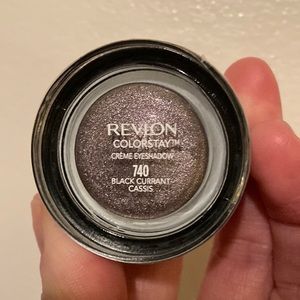 REVLON
COLORSTAY™
CRÈME EYESHADOW
740
BLACK CURRANT
CASSIS